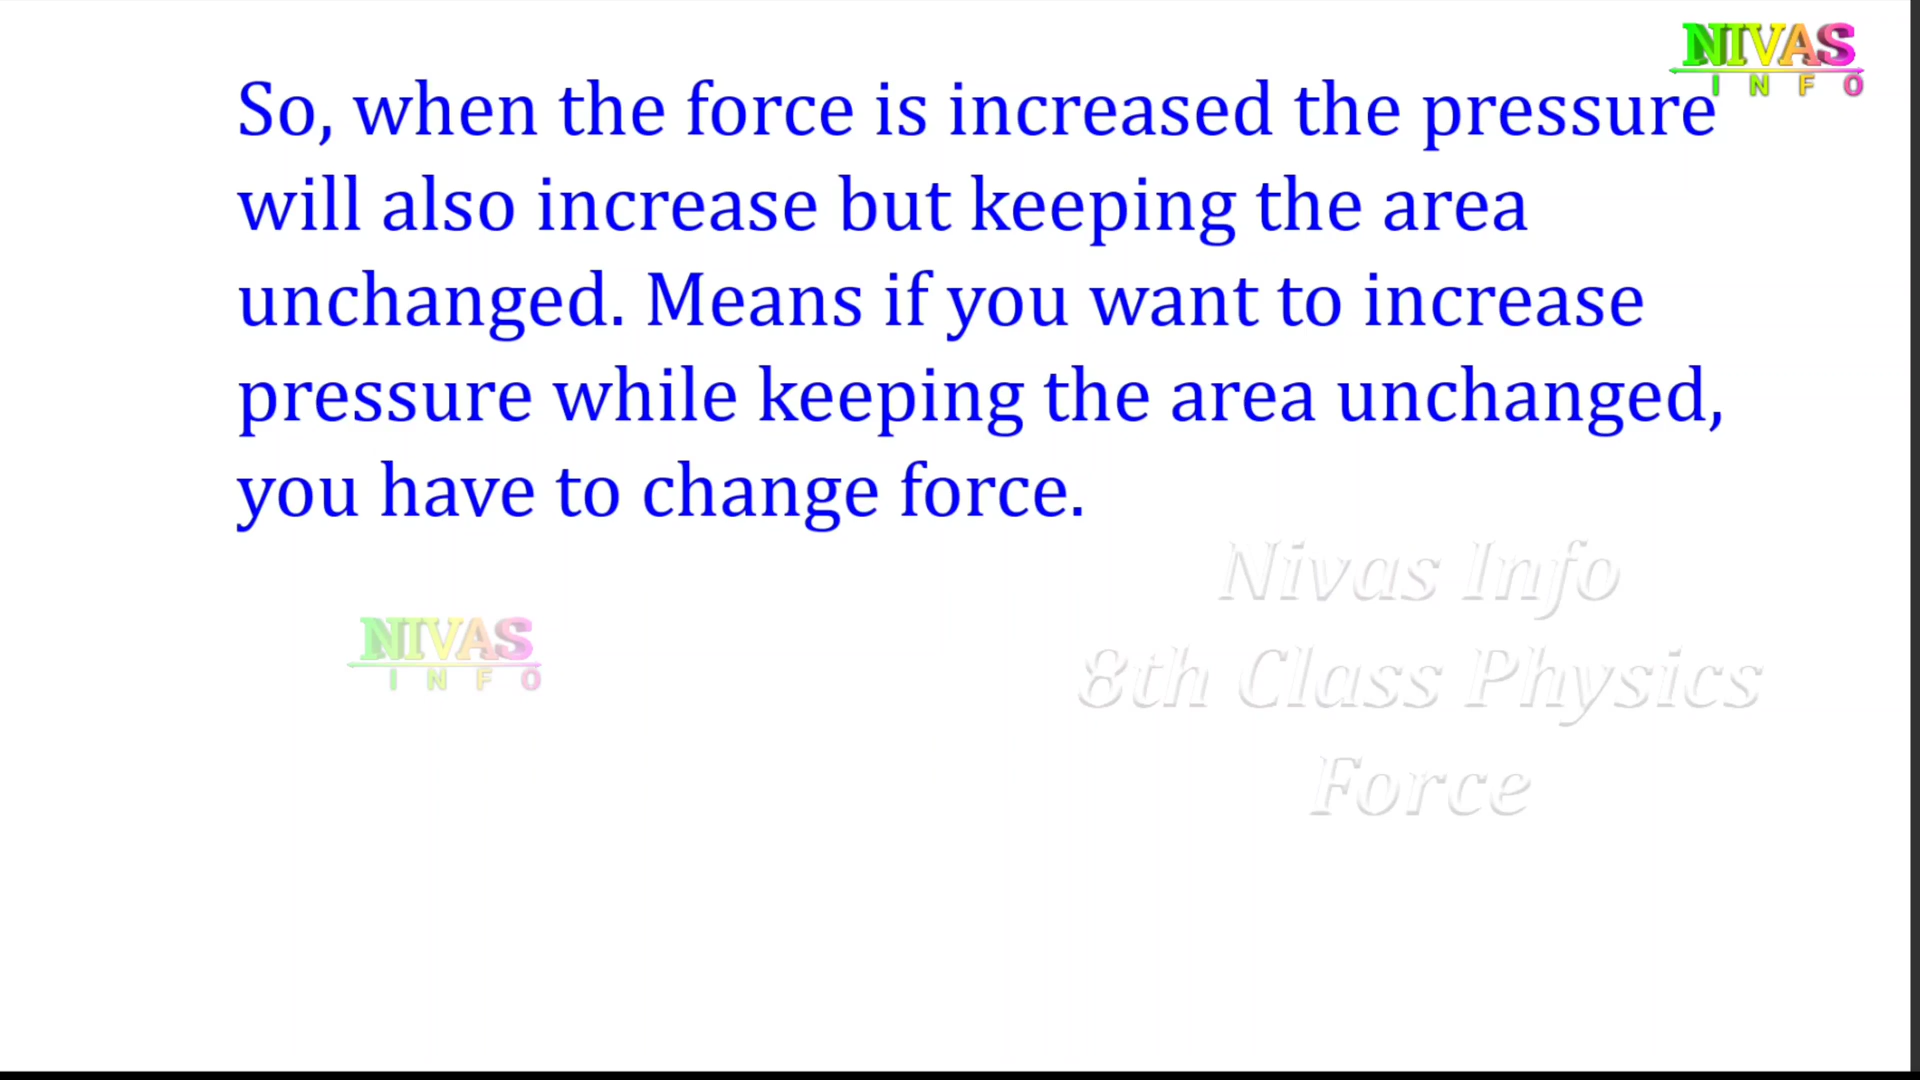 NIVAS
INFO
So, when the force is increased the pressure
will also increase but keeping the area
unchanged. Means if you want to increase
pressure while keeping the area unchanged,
you have to change force.
Nivas Info
8th Class Physics
Force
NIVAS
INFO